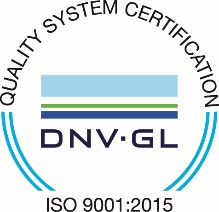 QUALITY SYSTEM CERTIFICATION
DNV·GL
ISO 9001:2015